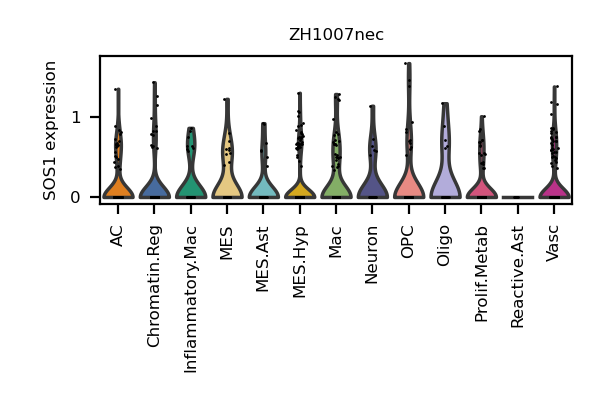 ZH1007nec
SOS1 expression
1
0
AC
Chromatin.Reg
Inflammatory.Mac
MES
MES.Ast
MES.Hyp
Mac
Neuron
OPC
Oligo
Prolif.Metab
Reactive.Ast
Vasc